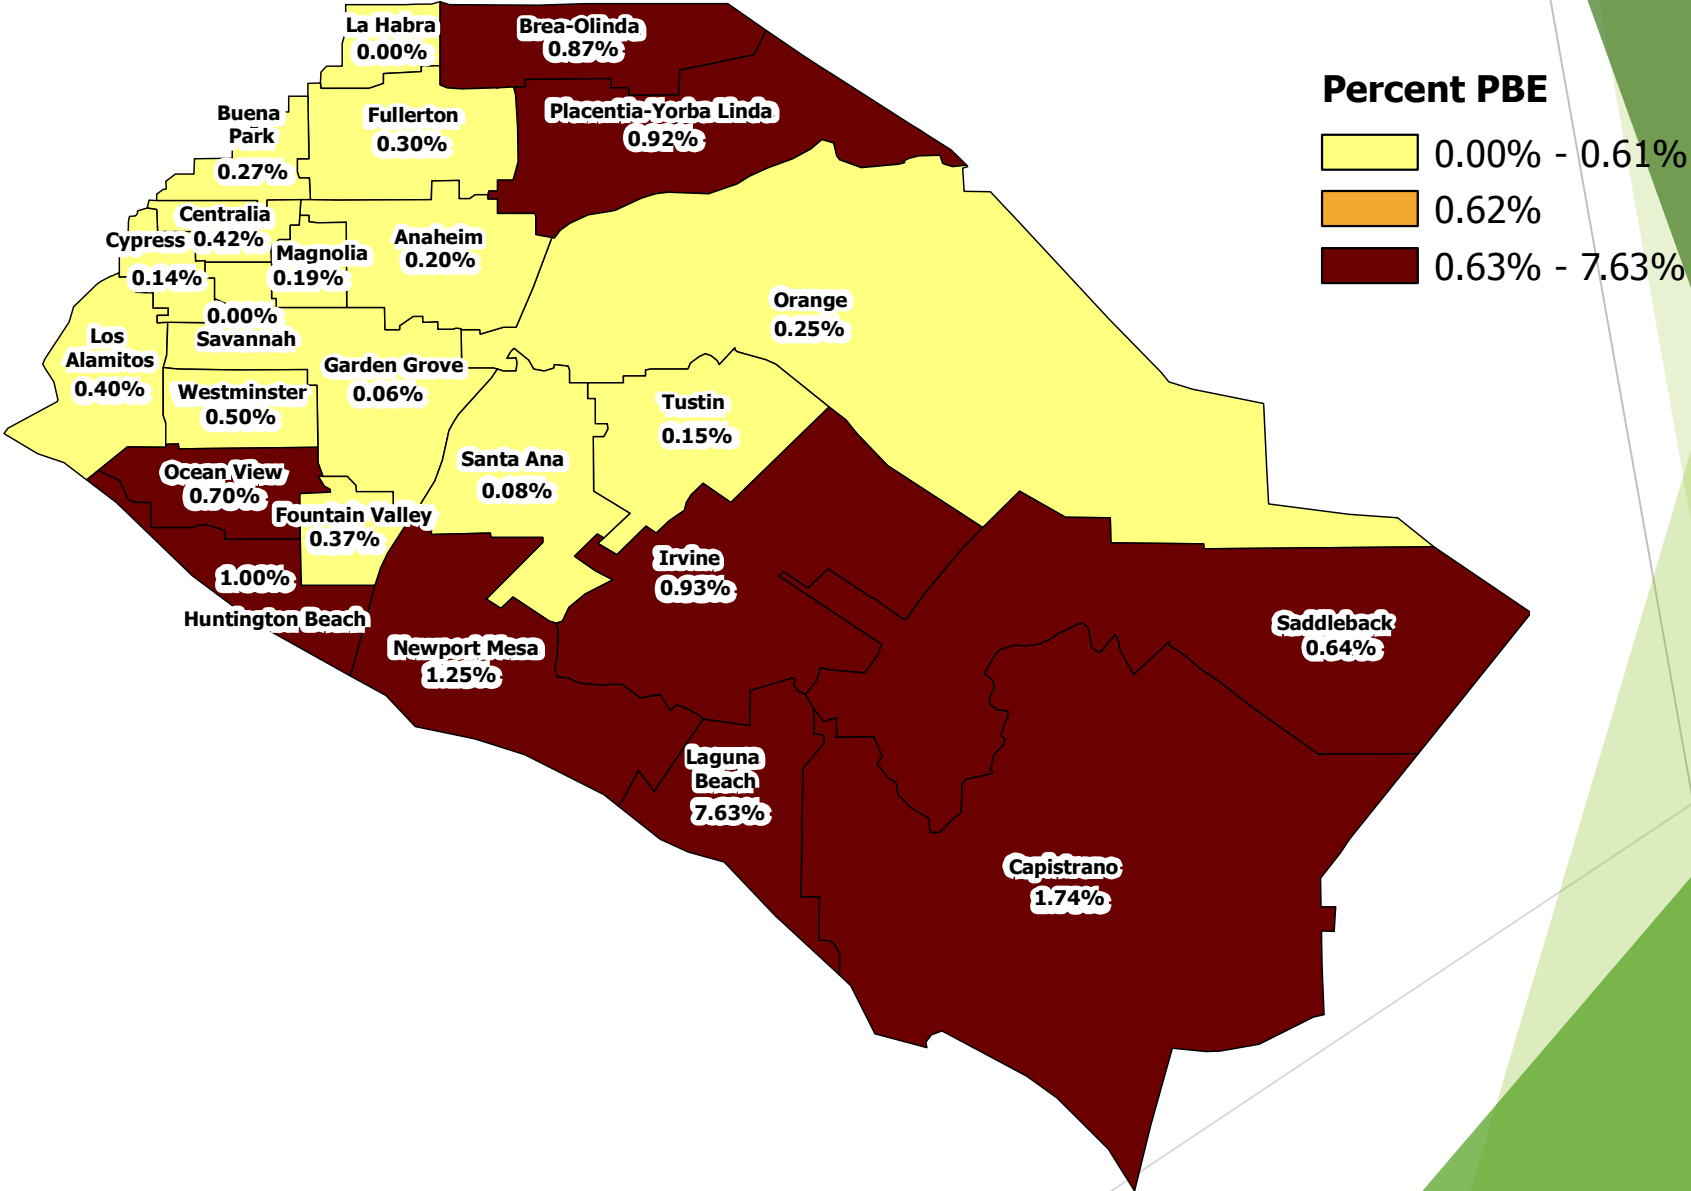 La Habra
0.00%
Brea-Olinda
0.87%
Percent PBE
0.00% - 0.61%
0.62%
0.63% - 7.63%
Buena
Park
0.27%
Fullerton
0.30%
Placentia-Yorba Linda
0.92%
Centralia
0.42%
Cypress
0.14%
Magnolia
0.19%
Anaheim
0.20%
Orange
0.25%
0.00%
Savannah
Los
Alamitos
0.40%
Garden Grove
0.06%
Westminster
0.50%
Tustin
0.15%
Santa Ana
0.08%
Ocean View
0.70%
Fountain Valley
0.37%
Irvine
0.93%
1.00%
Huntington Beach
Newport Mesa
1.25%
Saddleback
0.64%
Laguna
Beach
7.63%
Capistrano
1.74%